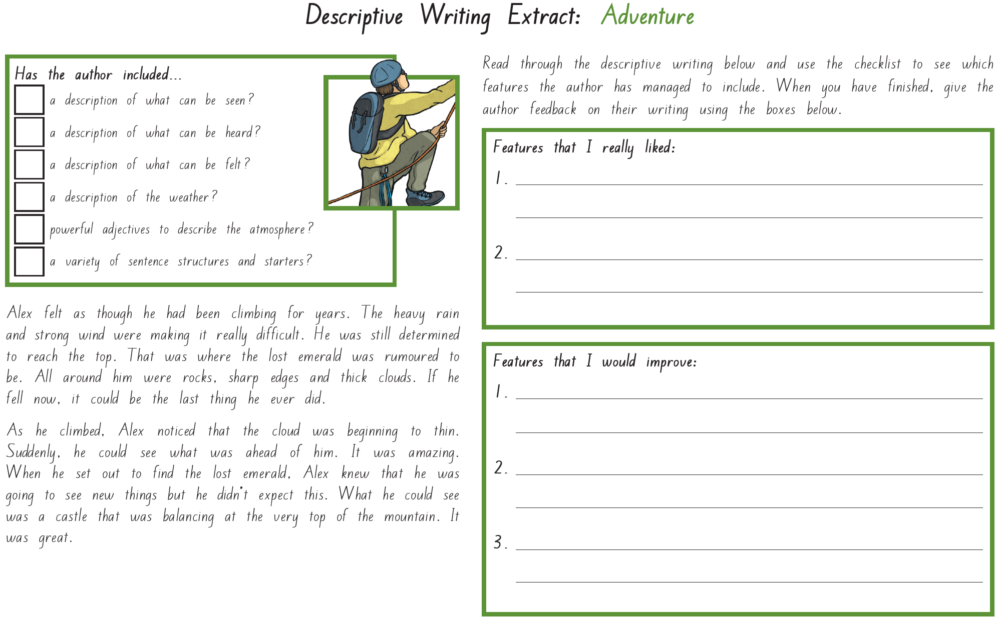 Descriptive Writing Extract: Adventure
Has the author included...
a description of what can be seen?
a description of what can be heard?
a description of what can be felt?
a description of the weather?
powerful adjectives to describe the atmosphere?
a variety of sentence structures and starters?
Alex felt as though he had been climbing for years. The heavy rain
and strong wind were making it really difficult. He was still determined
to reach the top. That was where the lost emerald was rumoured to
be. All around him were rocks, sharp edges and thick clouds. If he
fell now, it could be the last thing he ever did.
As he climbed, Alex noticed that the cloud was beginning to thin.
Suddenly, he could see what was ahead of him. It was amazing.
When he set out to find the lost emerald, Alex knew that he was
going to see new things but he didn't expect this. What he could see
was a castle that was balancing at the very top of the mountain. It
was great.
Read through the descriptive writing below and use the checklist to see which
features the author has managed to include. When you have finished, give the
author feedback on their writing using the boxes below.
Features that I really liked:
1.
2.
Features that I would improve:
1.
2.
3.